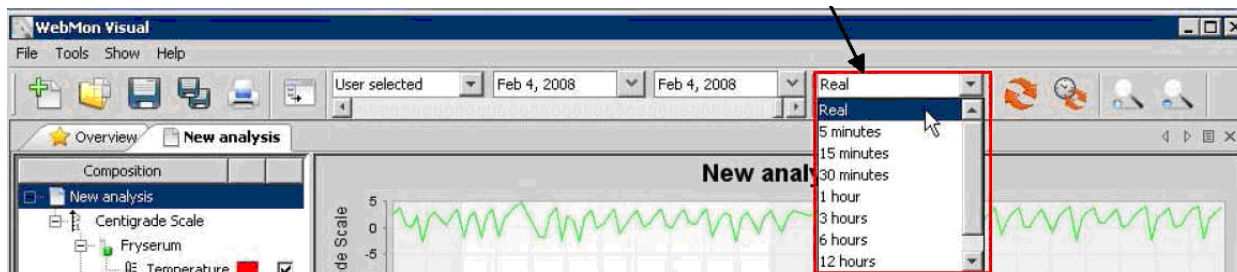 WebMon Visual
File Tools Show Help
User selected Feb 4, 2008 Feb 4, 2008 Real
Real
5 minutes
15 minutes
30 minutes
1 hour
3 hours
6 hours
12 hours
Overview New analysis
Composition
New analysis
Centigrade Scale
Fryserum
Temperature
New analy
5
0
-5
de Scale